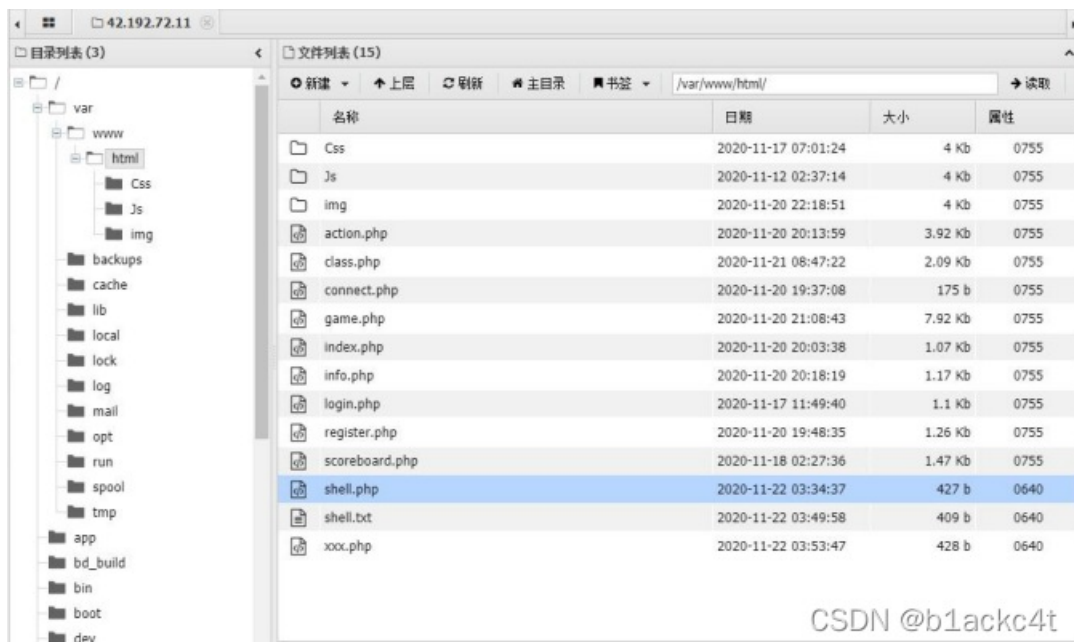 42.192.72.11
目录列表 (3)
文件列表 (15)
新建
上层
刷新
主目录
书签
/var/www/html/
读取
/
var
www
html
Css
Js
img
backups
cache
lib
local
lock
log
mail
opt
run
spool
tmp
app
bd_build
bin
boot
dev
名称 日期 大小 属性
Css 2020-11-17 07:01:24 4 Kb 0755
Js 2020-11-12 02:37:14 4 Kb 0755
img 2020-11-20 22:18:51 4 Kb 0755
action.php 2020-11-20 20:13:59 3.92 Kb 0755
class.php 2020-11-21 08:47:22 2.09 Kb 0755
connect.php 2020-11-20 19:37:08 175 b 0755
game.php 2020-11-20 21:08:43 7.92 Kb 0755
index.php 2020-11-20 20:03:38 1.07 Kb 0755
info.php 2020-11-20 20:18:19 1.17 Kb 0755
login.php 2020-11-17 11:49:40 1.1 Kb 0755
register.php 2020-11-20 19:48:35 1.26 Kb 0755
scoreboard.php 2020-11-18 02:27:36 1.47 Kb 0755
shell.php 2020-11-22 03:34:37 427 b 0640
shell.txt 2020-11-22 03:49:58 409 b 0640
xxx.php 2020-11-22 03:53:47 428 b 0640
CSDN @b1ackc4t